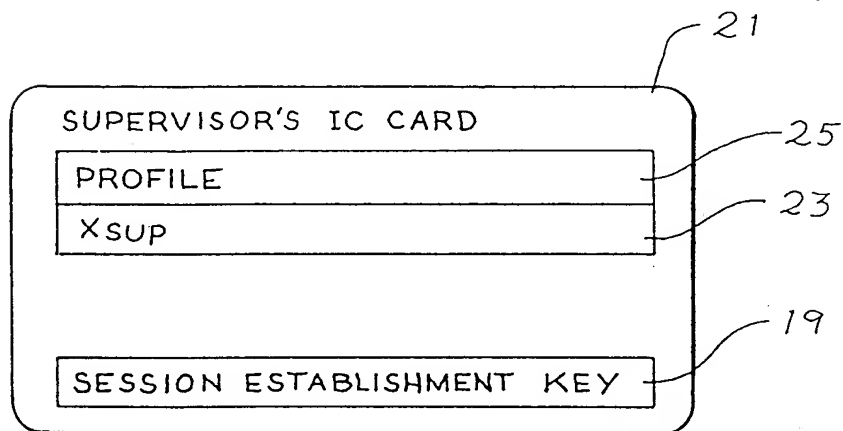 21
SUPERVISOR'S IC CARD
25
PROFILE
23
XSUP
19
SESSION ESTABLISHMENT KEY